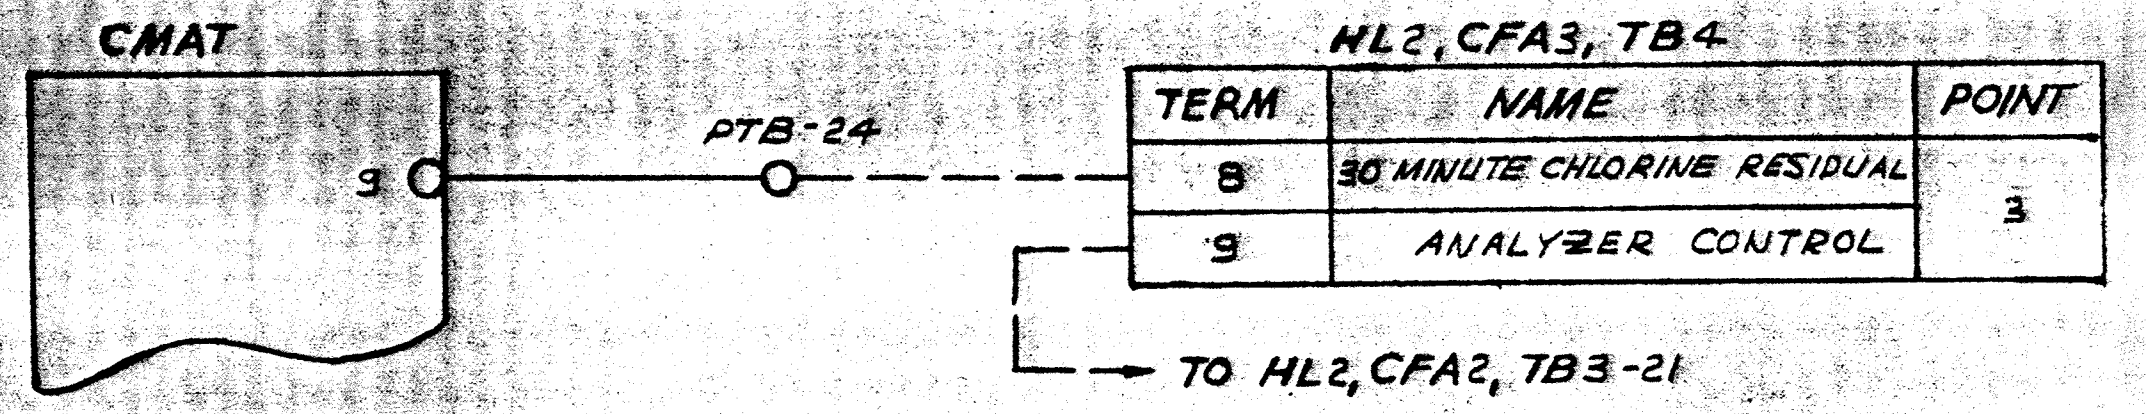 CMAT
HL2, CFA3, TB4
TERM NAME POINT
PTB-24
9
8 30 MINUTE CHLORINE RESIDUAL
3
9 ANALYZER CONTROL
TO HL2, CFA2, TB3-21